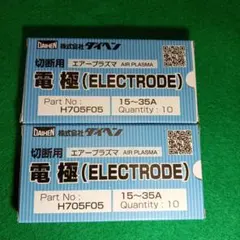 DAIHEN 株式会社 ダイヘン
切断用 エアープラズマ AIR PLASMA
電極(ELECTRODE)
Part No : 15～35A
H705F05 Quantity : 10
DAIHEN 株式会社 ダイヘン
切断用 エアープラズマ AIR PLASMA
電極(ELECTRODE)
Part No : 15～35A
H705F05 Quantity : 10